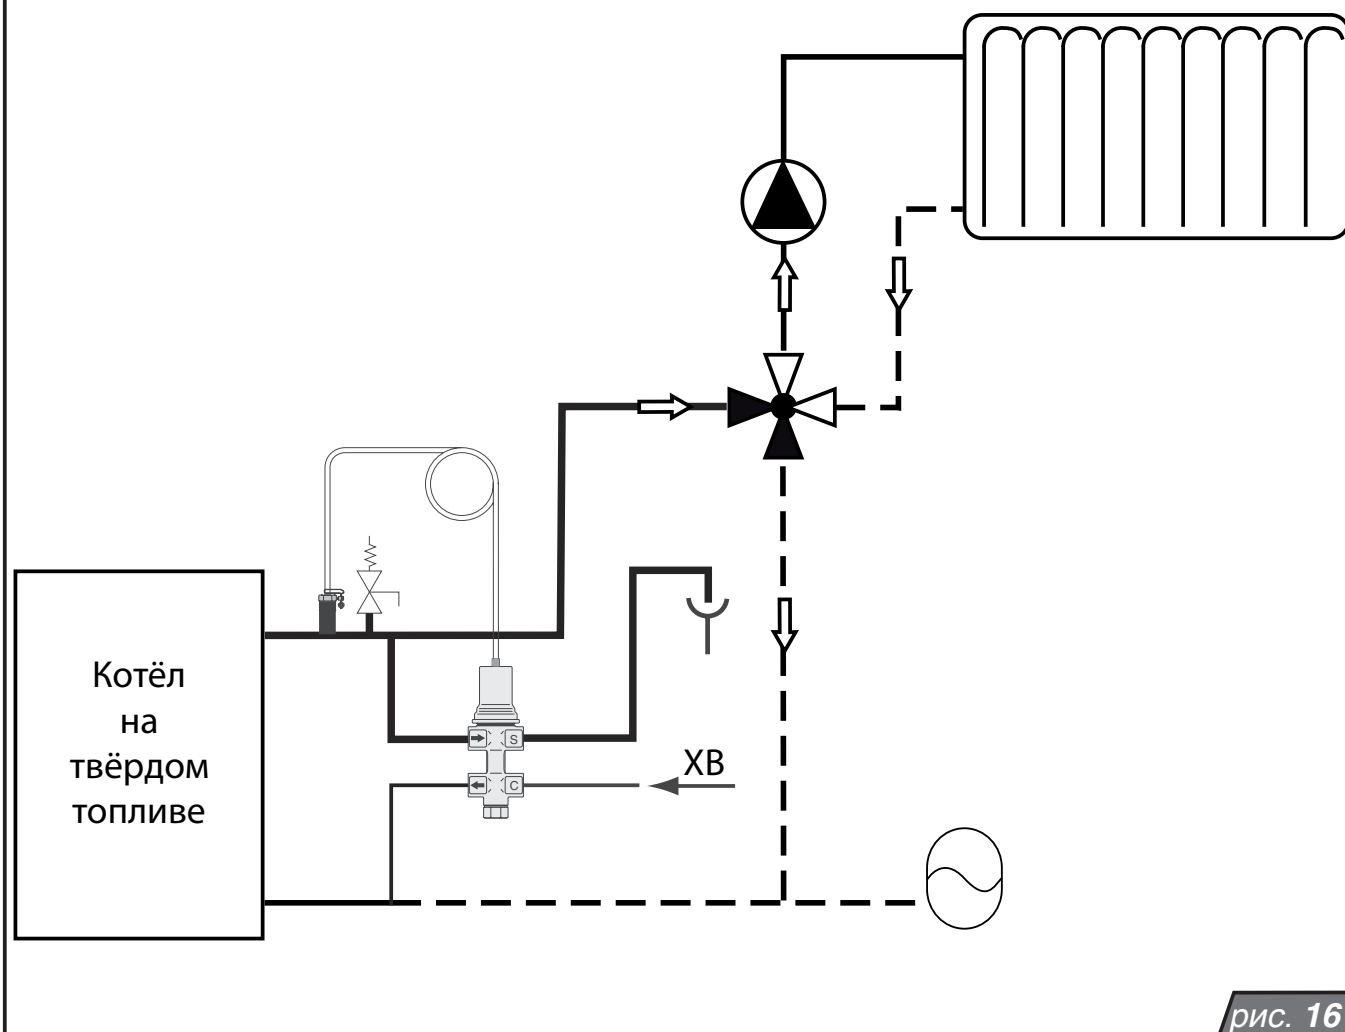 Котёл
на
твёрдом
топливе
S
ХВ
C
рис. 16